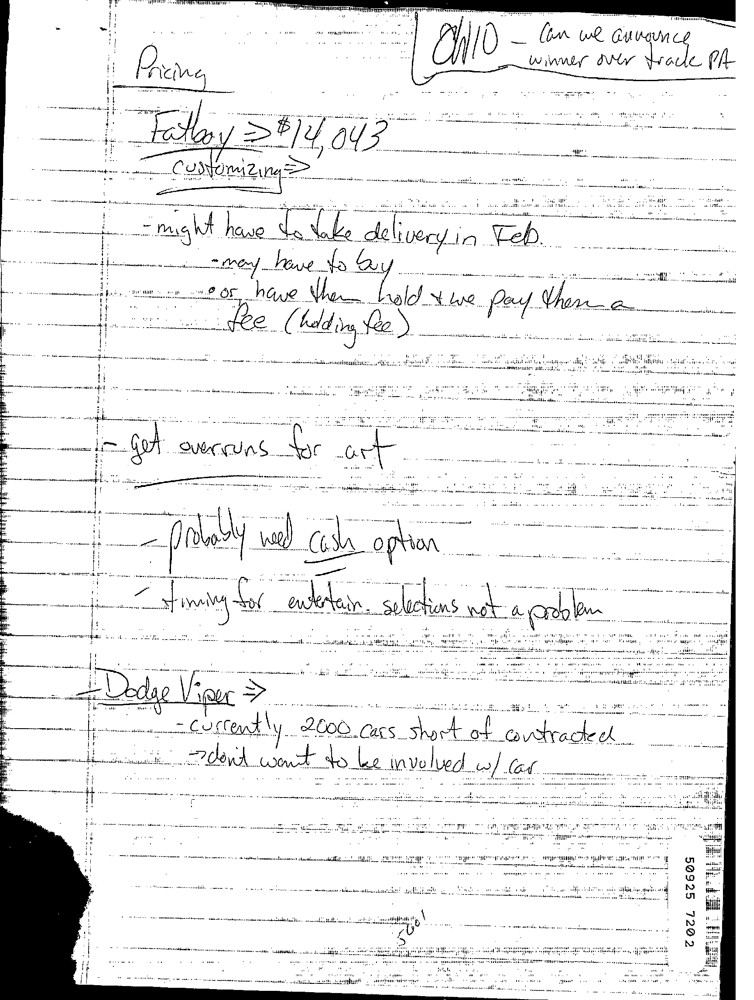 OHIO - Can we announce
winner over track PA
Pricing
Fatboy ⇒ $14,043
customizing ⇒
- might have to take delivery in Feb.
- may have to buy
• or have them hold & we pay them a
fee (holding fee)
- get overruns for art
- probably need cash option
- timing for entertain. selections not a problem
- Dodge Viper ⇒
- currently 2000 cars short of contracted
→ don't want to be involved w/ car
50925 7202